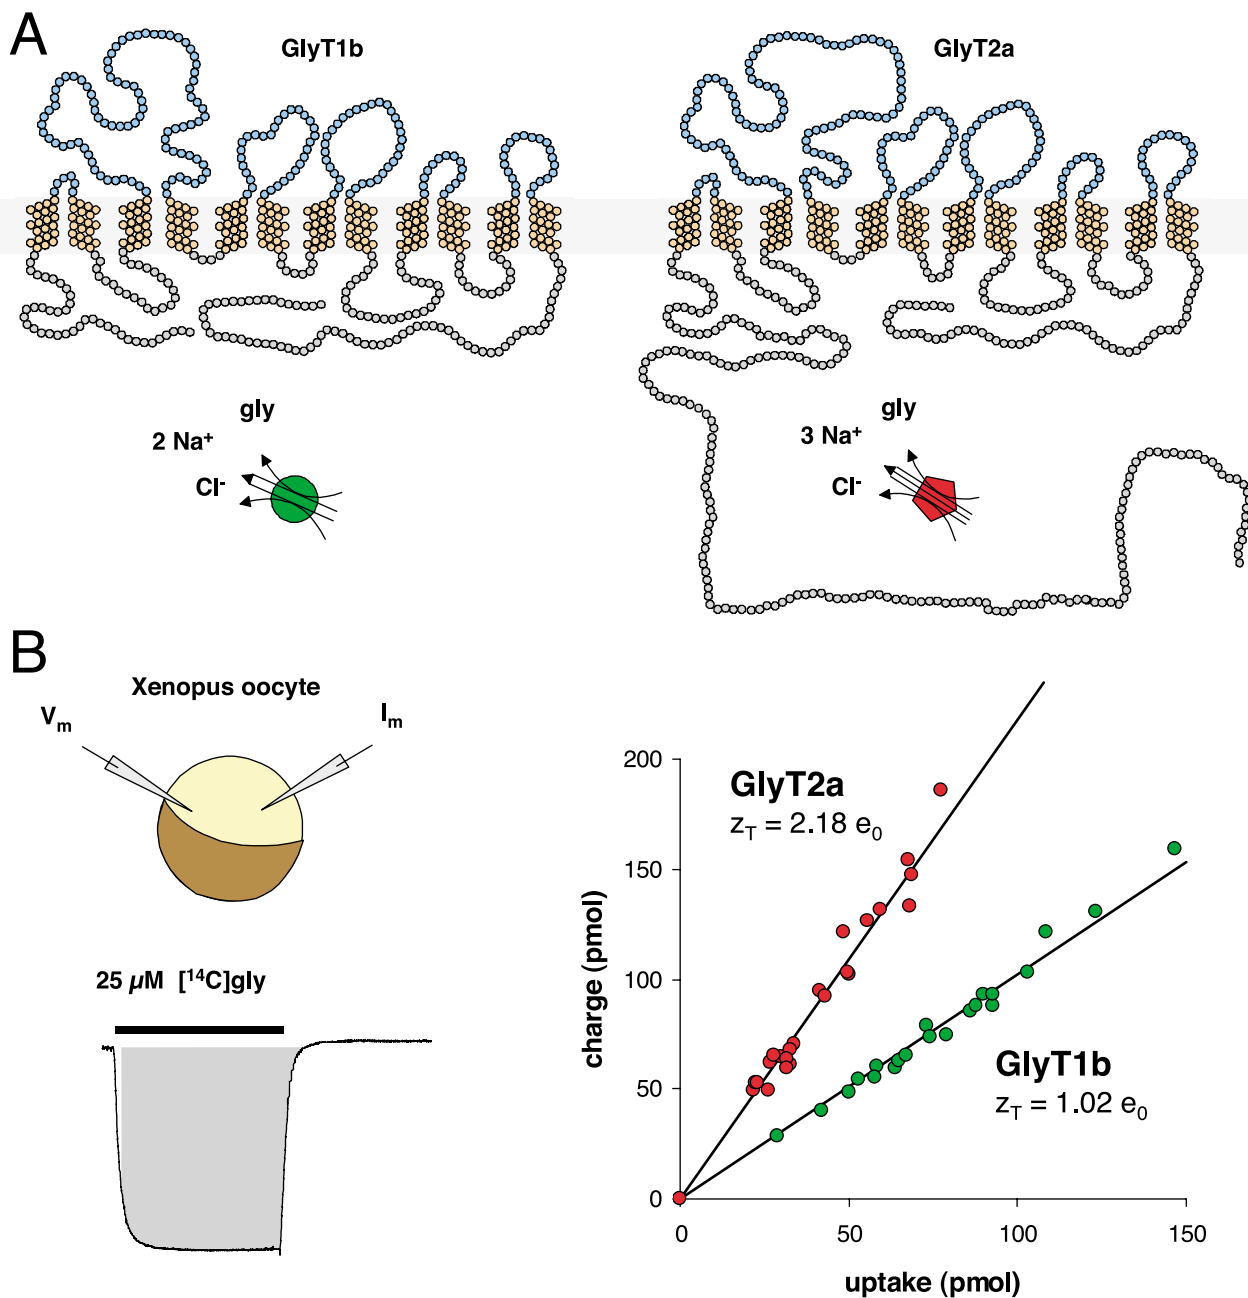 A
GlyT1b
GlyT2a
gly
2 Na+
Cl-
gly
3 Na+
Cl-
B
Xenopus oocyte
Vm
Im
25 µM [14C]gly
200
150
100
50
0
charge (pmol)
GlyT2a
zT = 2.18 e0
GlyT1b
zT = 1.02 e0
0
50
100
150
uptake (pmol)